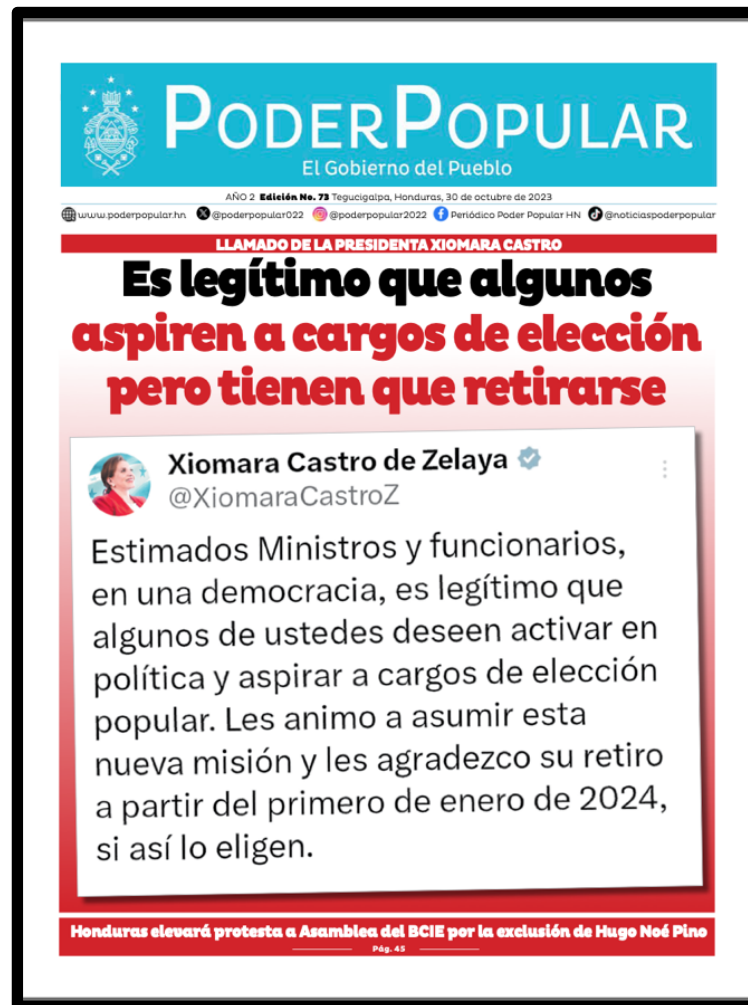 PODER POPULAR
El Gobierno del Pueblo
AÑO 2 Edición No. 73 Tegucigalpa, Honduras, 30 de octubre de 2023
www.poderpopular.hn @poderpopular022 @poderpopular2022 Periódico Poder Popular HN @noticiaspoderpopular
LLAMADO DE LA PRESIDENTA XIOMARA CASTRO
Es legítimo que algunos
aspiren a cargos de elección
pero tienen que retirarse
Xiomara Castro de Zelaya
@XiomaraCastroZ
Estimados Ministros y funcionarios,
en una democracia, es legítimo que
algunos de ustedes deseen activar en
política y aspirar a cargos de elección
popular. Les animo a asumir esta
nueva misión y les agradezco su retiro
a partir del primero de enero de 2024,
si así lo eligen.
Honduras elevará protesta a Asamblea del BCIE por la exclusión de Hugo Noé Pino
Pág. 45